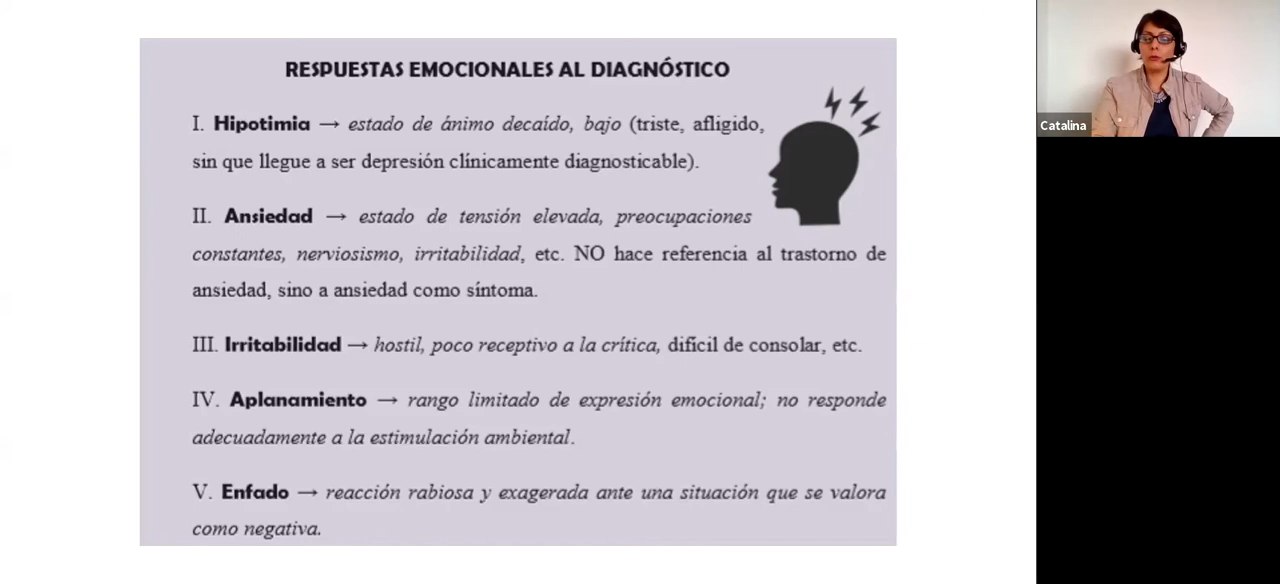 RESPUESTAS EMOCIONALES AL DIAGNÓSTICO
I. Hipotimia → estado de ánimo decaído, bajo (triste, afligido,
sin que llegue a ser depresión clínicamente diagnosticable).
II. Ansiedad → estado de tensión elevada, preocupaciones
constantes, nerviosismo, irritabilidad, etc. NO hace referencia al trastorno de
ansiedad, sino a ansiedad como síntoma.
III. Irritabilidad → hostil, poco receptivo a la crítica, difícil de consolar, etc.
IV. Aplanamiento → rango limitado de expresión emocional; no responde
adecuadamente a la estimulación ambiental.
V. Enfado → reacción rabiosa y exagerada ante una situación que se valora
como negativa.
Catalina